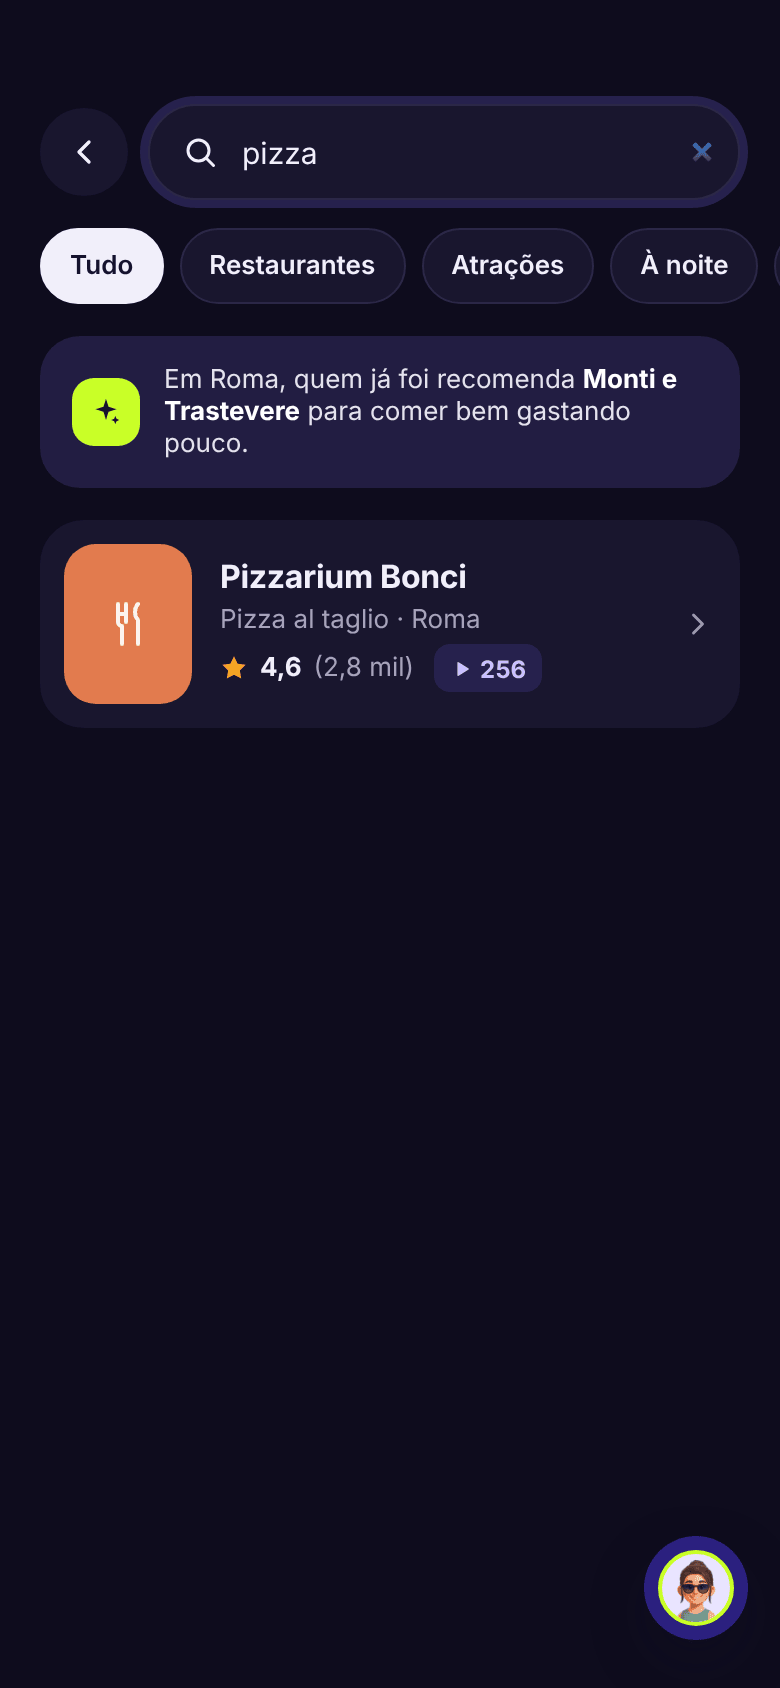 pizza
Tudo
Restaurantes
Atrações
À noite
Em Roma, quem já foi recomenda Monti e
Trastevere para comer bem gastando
pouco.
Pizzarium Bonci
Pizza al taglio · Roma
4,6 (2,8 mil) 256